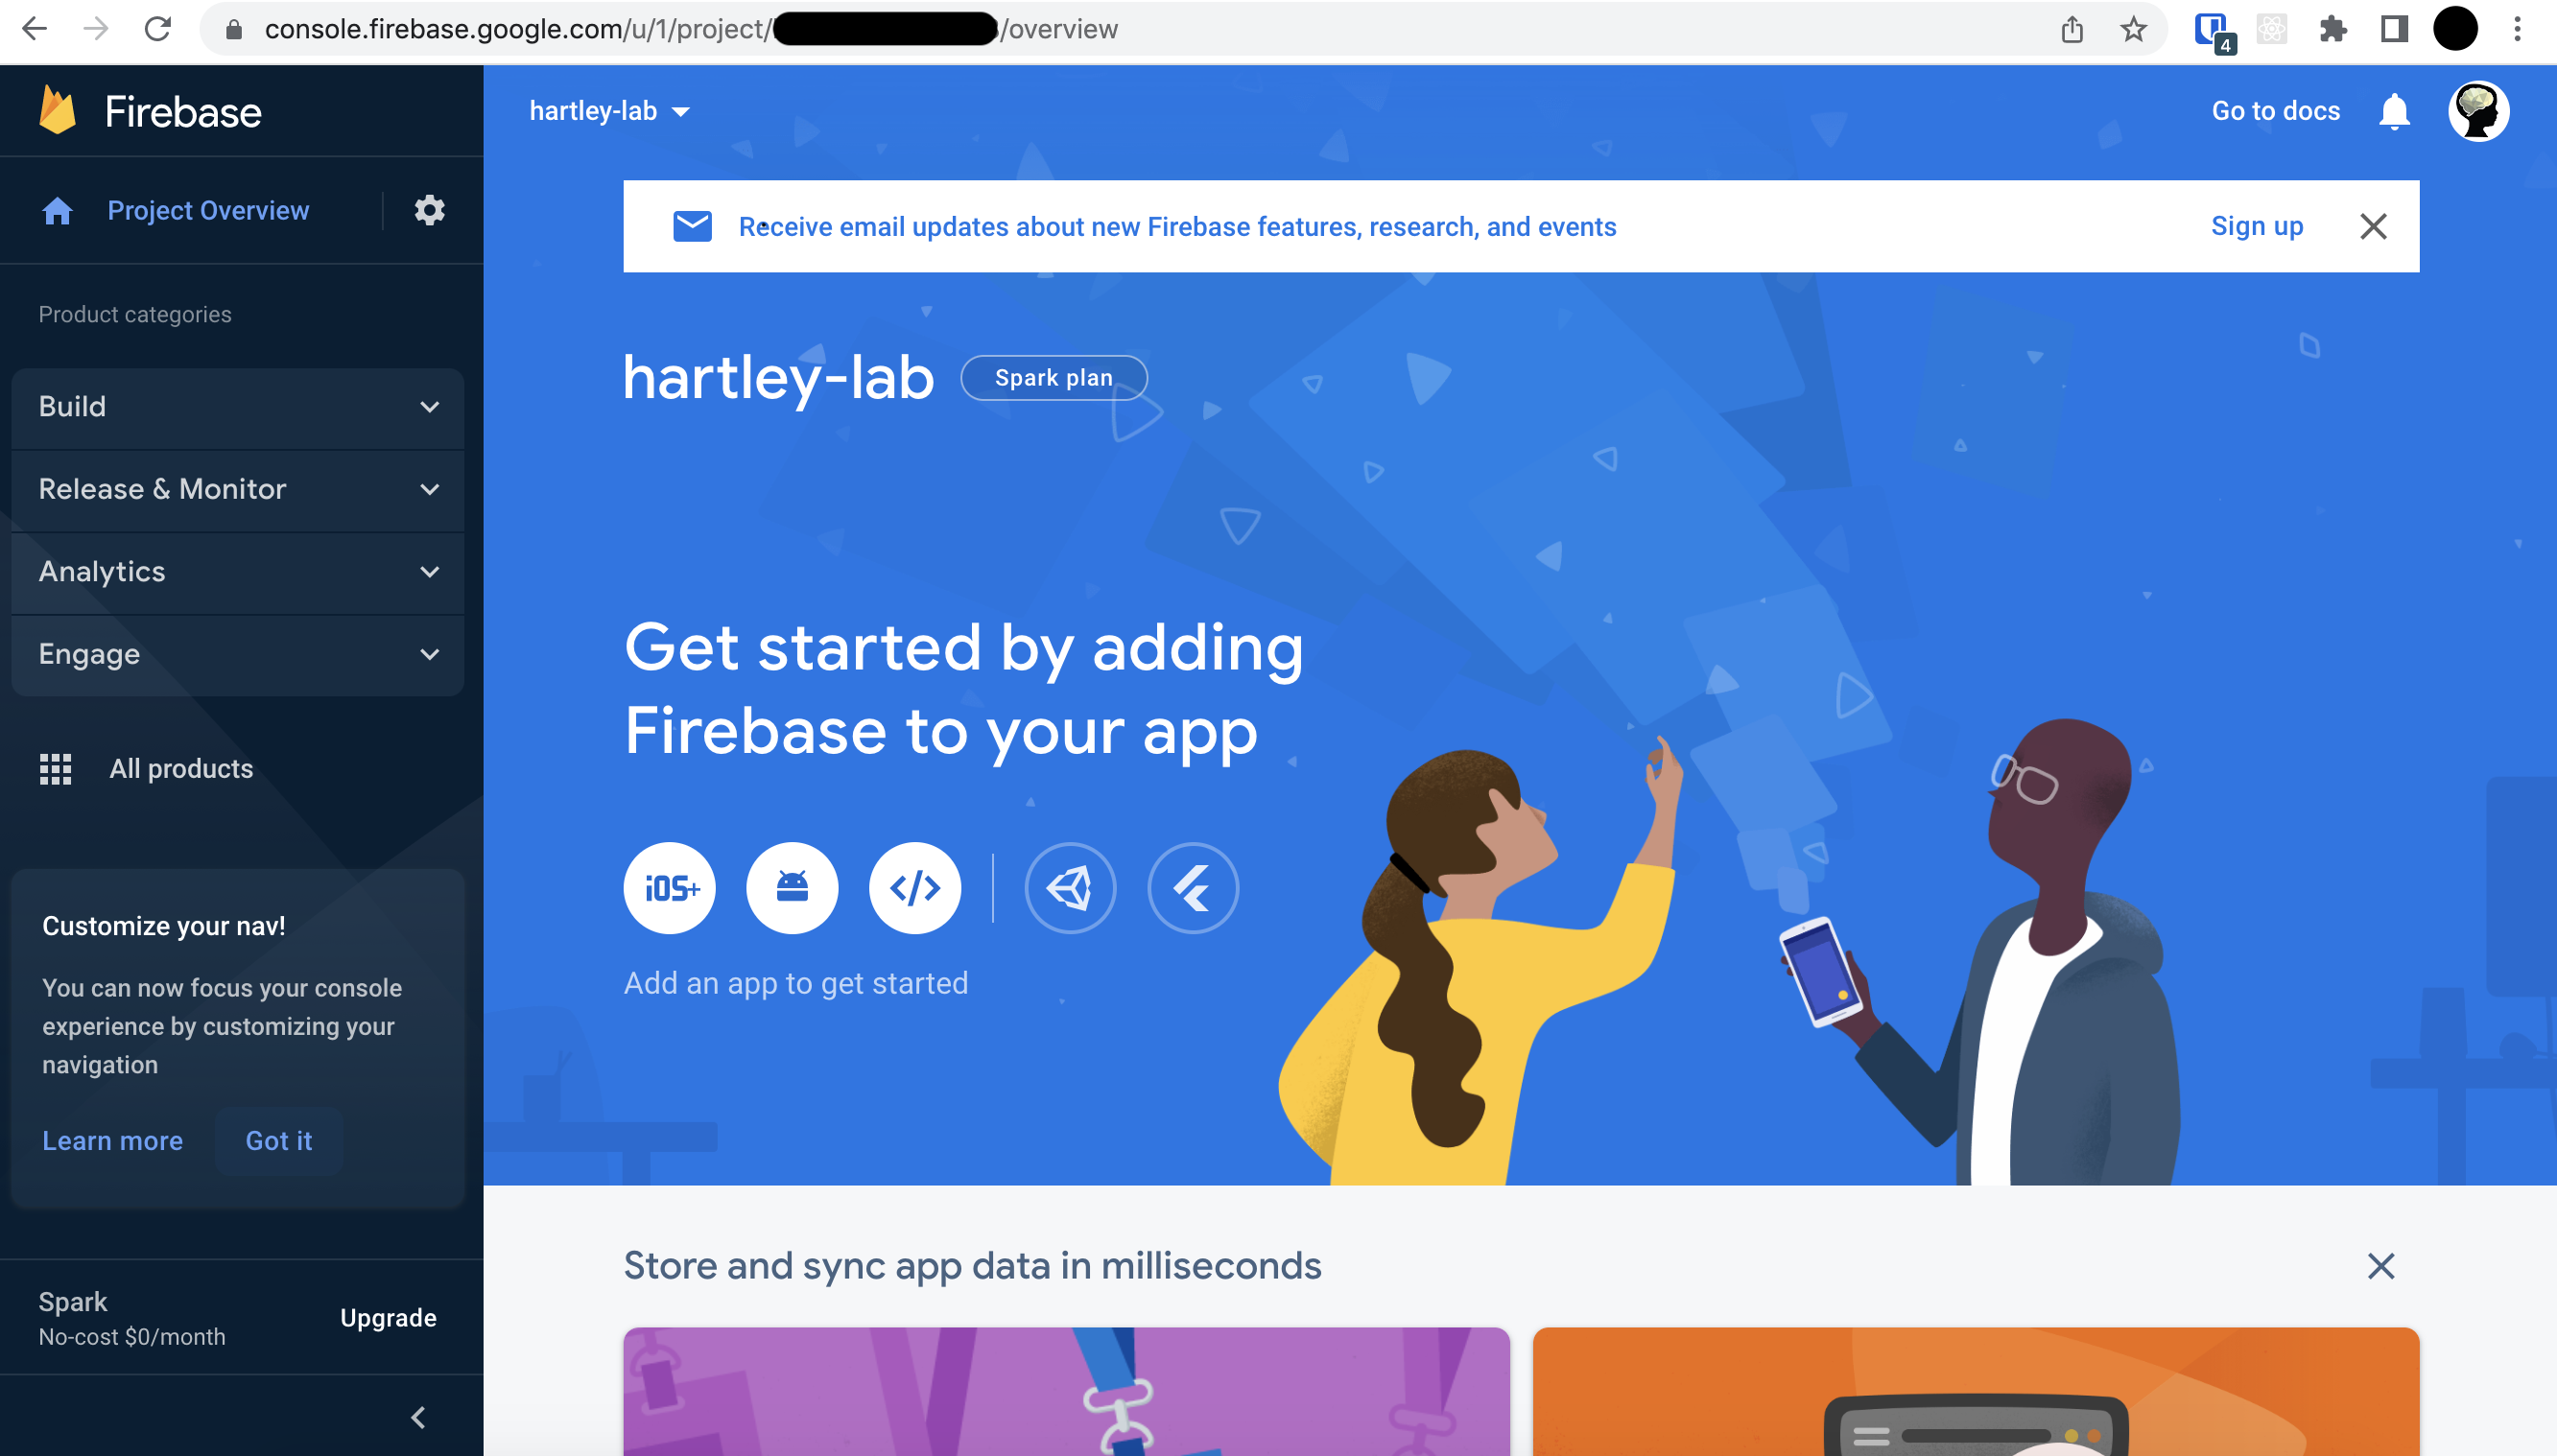 console.firebase.google.com/u/1/project/ /overview
4
Firebase
hartley-lab
Go to docs
Project Overview
Receive email updates about new Firebase features, research, and events
Sign up
Product categories
Build
Release & Monitor
Analytics
Engage
All products
Customize your nav!
You can now focus your console
experience by customizing your
navigation
Learn more
Got it
Spark
No-cost $0/month
Upgrade
hartley-lab
Spark plan
Get started by adding
Firebase to your app
iOS+
</>
Add an app to get started
Store and sync app data in milliseconds